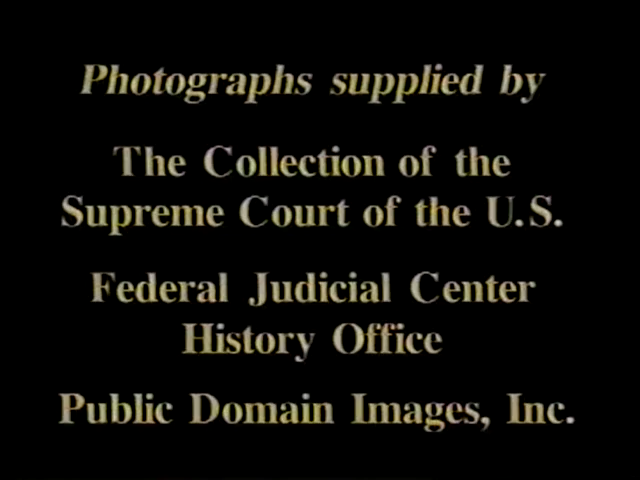 Photographs supplied by
The Collection of the
Supreme Court of the U.S.
Federal Judicial Center
History Office
Public Domain Images, Inc.